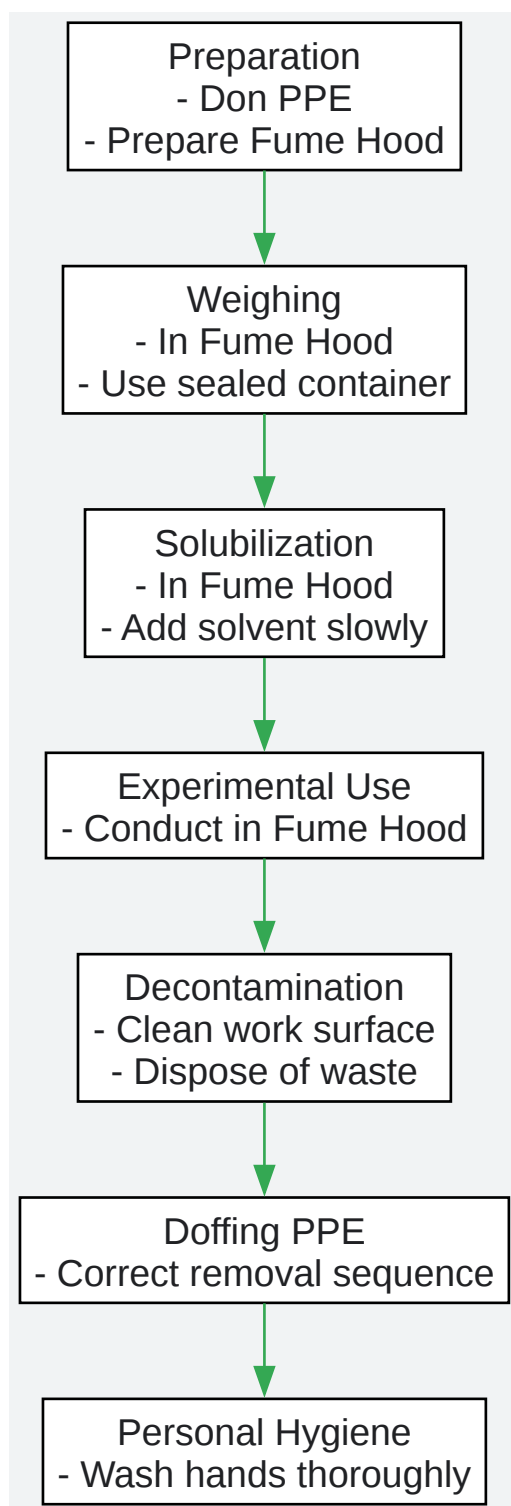 Preparation
- Don PPE
- Prepare Fume Hood
Weighing
- In Fume Hood
- Use sealed container
Solubilization
- In Fume Hood
- Add solvent slowly
Experimental Use
- Conduct in Fume Hood
Decontamination
- Clean work surface
- Dispose of waste
Doffing PPE
- Correct removal sequence
Personal Hygiene
- Wash hands thoroughly